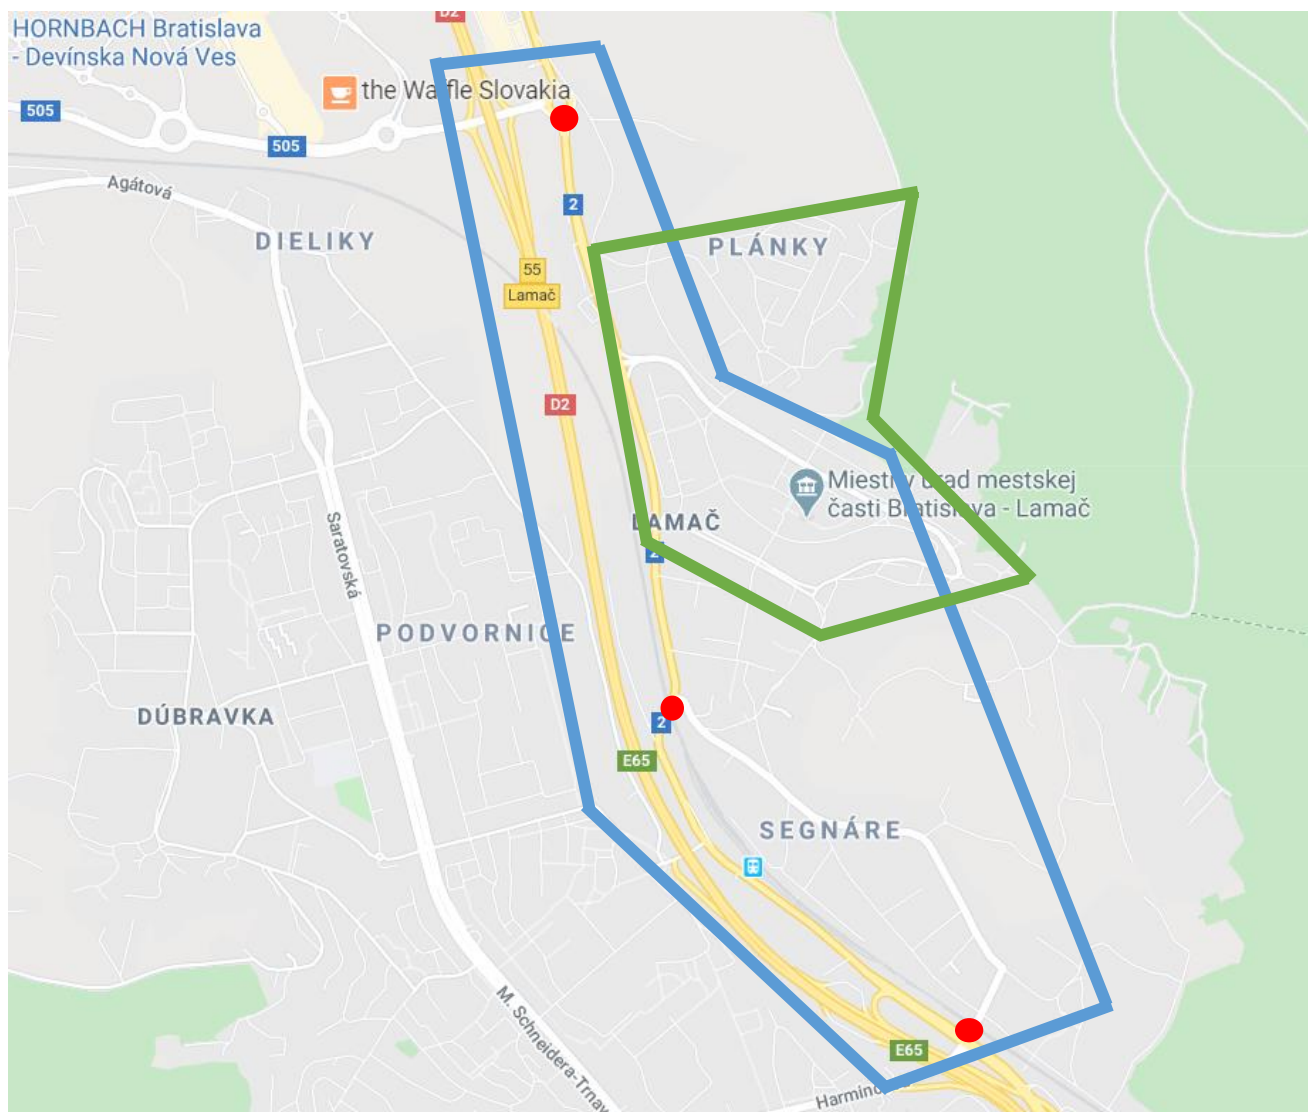 D2
HORNBACH Bratislava
- Devínska Nová Ves
the Waffle Slovakia
505
505
Agátová
2
DIELIKY
PLÁNKY
55
Lamač
D2
Miestny úrad mestskej
časti Bratislava - Lamač
LAMAČ
2
Saratovská
PODVORNICE
DÚBRAVKA
2
E65
SEGNÁRE
M. Schneidera-Trnav
E65
Harminc